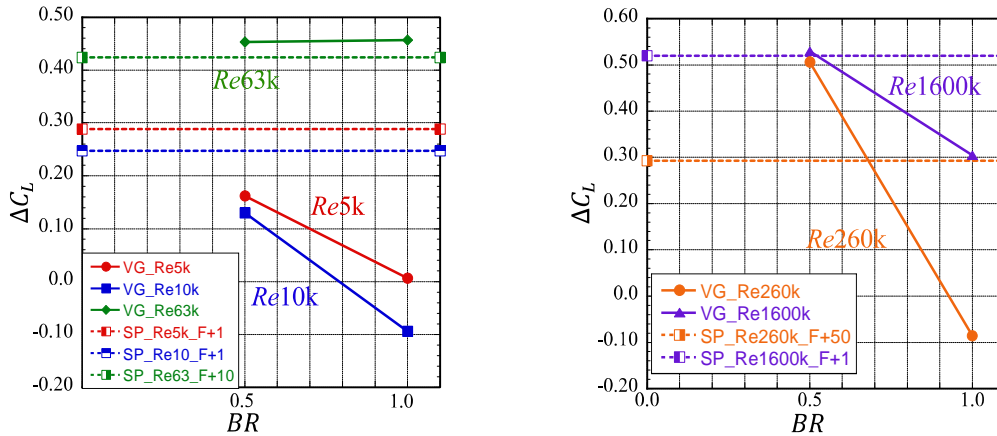 0.50
0.40
0.30
0.20
0.10
0.0
-0.10
-0.20
ΔC_L
Re63k
Re5k
Re10k
VG_Re5k
VG_Re10k
VG_Re63k
SP_Re5k_F+1
SP_Re10_F+1
SP_Re63_F+10
0.5
1.0
BR
0.60
0.50
0.40
0.30
0.20
0.10
0.0
-0.10
-0.20
ΔC_L
Re1600k
Re260k
VG_Re260k
VG_Re1600k
SP_Re260k_F+50
SP_Re1600k_F+1
0.0
0.5
1.0
BR